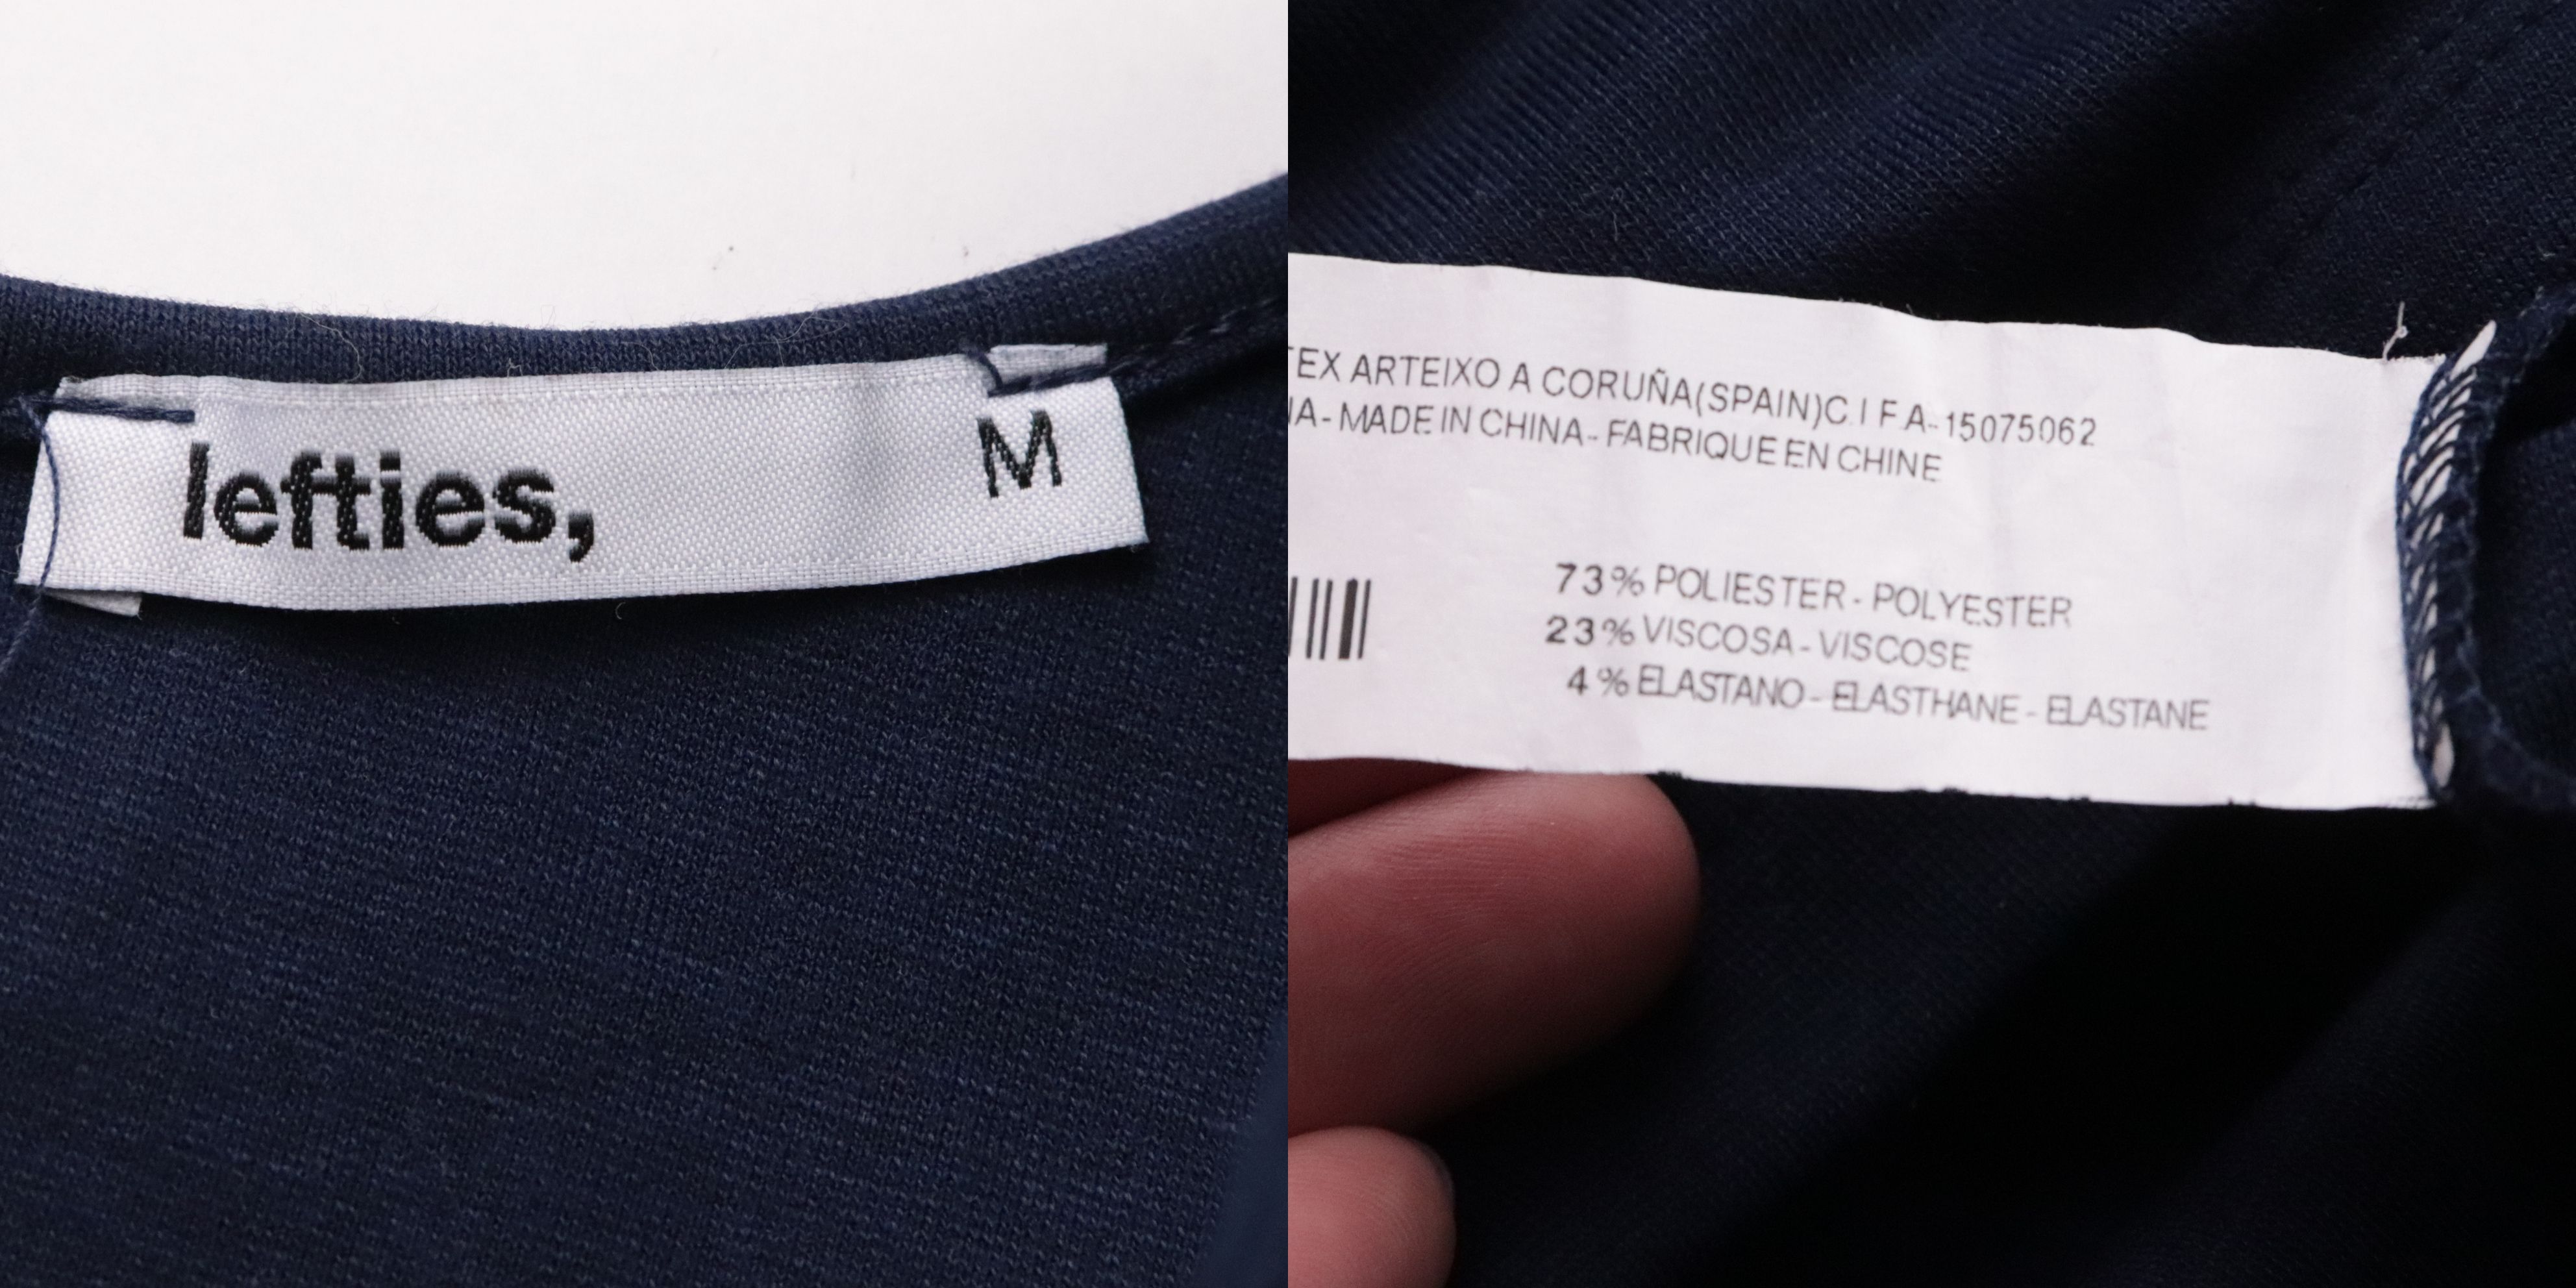 lefties,
M
TEX ARTEIXO A CORUÑA(SPAIN)C.I F.A-15075062
-MADE IN CHINA-FABRIQUE EN CHINE
73% POLIESTER-POLYESTER
23% VISCOSA-VISCOSE
4% ELASTANO-ELASTHANE-ELASTANE